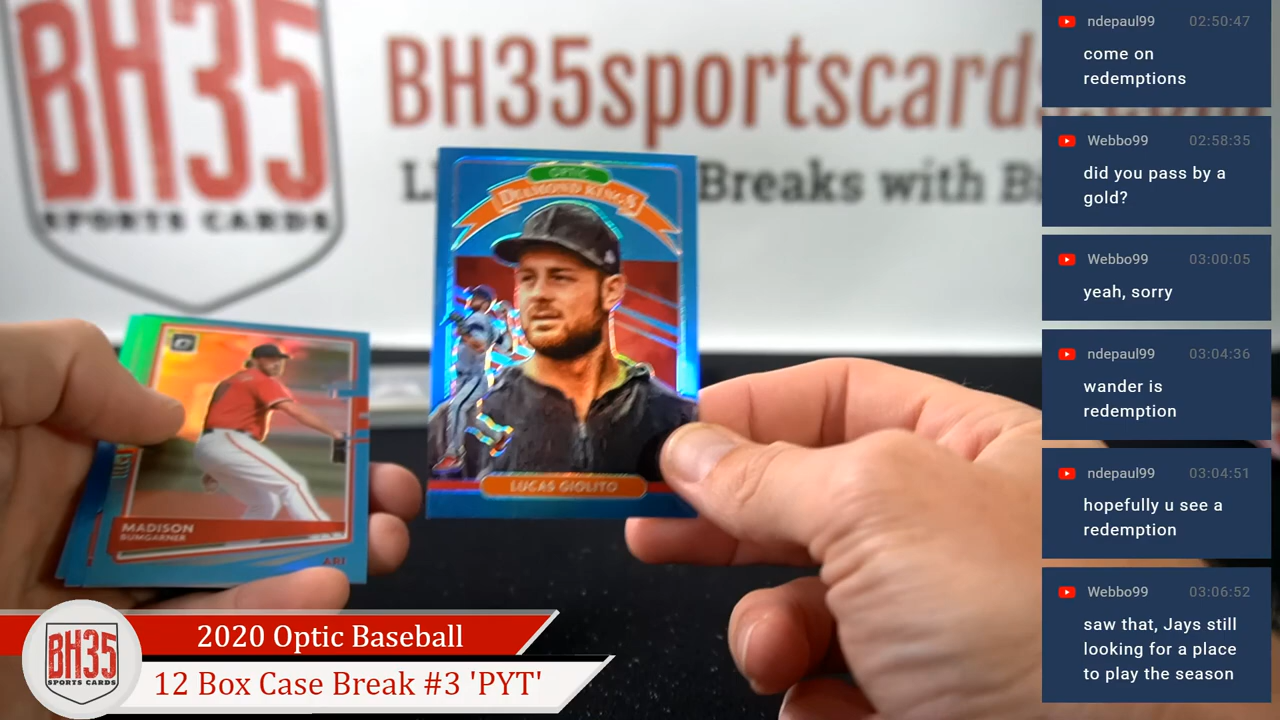 BH35
SPORTS CARDS
BH35sportscards
Breaks with
OPTIC
DIAMOND KINGS
LUCAS GIOLITO
MADISON
BUMGARNER
ARI
BH35
SPORTS CARDS
2020 Optic Baseball
12 Box Case Break #3 'PYT'
ndepaul99 02:50:47
come on
redemptions
Webbo99 02:58:35
did you pass by a
gold?
Webbo99 03:00:05
yeah, sorry
ndepaul99 03:04:36
wander is
redemption
ndepaul99 03:04:51
hopefully u see a
redemption
Webbo99 03:06:52
saw that, Jays still
looking for a place
to play the season